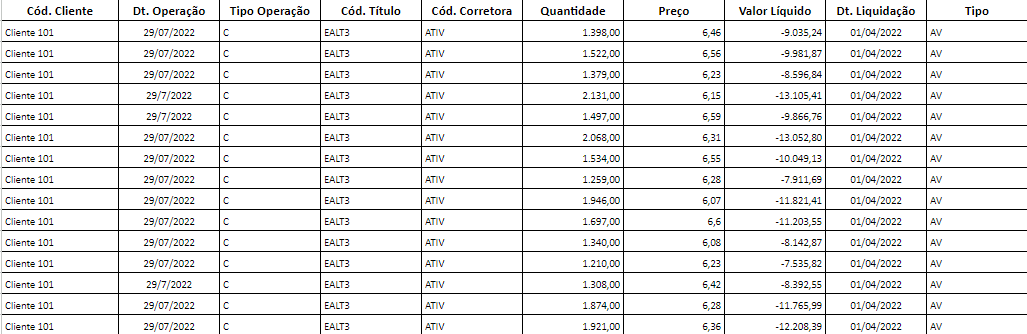 Cód. Cliente Dt. Operação Tipo Operação Cód. Título Cód. Corretora Quantidade Preço Valor Líquido Dt. Liquidação Tipo
Cliente 101 29/07/2022 C EALT3 ATIV 1.398,00 6,46 -9.035,24 01/04/2022 AV
Cliente 101 29/07/2022 C EALT3 ATIV 1.522,00 6,56 -9.981,87 01/04/2022 AV
Cliente 101 29/07/2022 C EALT3 ATIV 1.379,00 6,23 -8.596,84 01/04/2022 AV
Cliente 101 29/7/2022 C EALT3 ATIV 2.131,00 6,15 -13.105,41 01/04/2022 AV
Cliente 101 29/7/2022 C EALT3 ATIV 1.497,00 6,59 -9.866,76 01/04/2022 AV
Cliente 101 29/07/2022 C EALT3 ATIV 2.068,00 6,31 -13.052,80 01/04/2022 AV
Cliente 101 29/07/2022 C EALT3 ATIV 1.534,00 6,55 -10.049,13 01/04/2022 AV
Cliente 101 29/07/2022 C EALT3 ATIV 1.259,00 6,28 -7.911,69 01/04/2022 AV
Cliente 101 29/07/2022 C EALT3 ATIV 1.946,00 6,07 -11.821,41 01/04/2022 AV
Cliente 101 29/07/2022 C EALT3 ATIV 1.697,00 6,6 -11.203,55 01/04/2022 AV
Cliente 101 29/07/2022 C EALT3 ATIV 1.340,00 6,08 -8.142,87 01/04/2022 AV
Cliente 101 29/07/2022 C EALT3 ATIV 1.210,00 6,23 -7.535,82 01/04/2022 AV
Cliente 101 29/7/2022 C EALT3 ATIV 1.308,00 6,42 -8.392,55 01/04/2022 AV
Cliente 101 29/07/2022 C EALT3 ATIV 1.874,00 6,28 -11.765,99 01/04/2022 AV
Cliente 101 29/07/2022 C EALT3 ATIV 1.921,00 6,36 -12.208,39 01/04/2022 AV